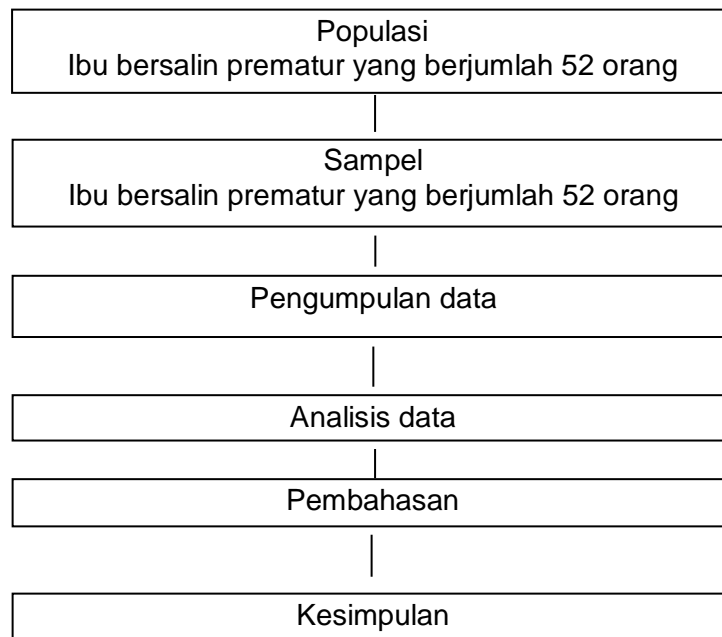 Populasi
Ibu bersalin prematur yang berjumlah 52 orang
Sampel
Ibu bersalin prematur yang berjumlah 52 orang
Pengumpulan data
Analisis data
Pembahasan
Kesimpulan